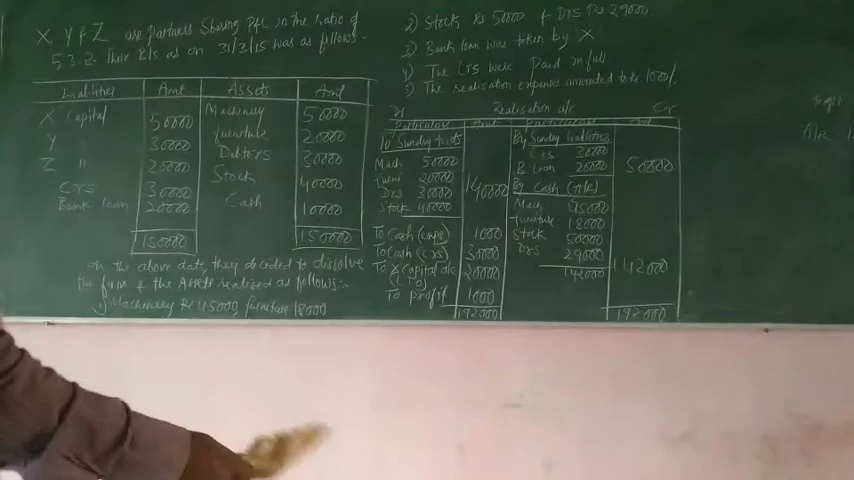 X, Y & Z are partners Sharing P&L in the ratio of
5:3:2. Their B/s as on 31/3/15 was as follows:-
Liablities Amt Assets Amt
X Capital 50000 Machinery 50000
Y 30000 Furniture 20000
Z " 20000 Debtors 30000
Crs 30000 Stock 40000
Bank loan 20000 Cash 10000
150000 150000
On the above date, they decided to dissolve
the firm & the Assets realised as follows:-
1) Machinery Rs 45000, furniture 18000
2) Stock Rs 50000 & Drs Rs 29000
3) Bank loan was taken by 'X'
4) The Crs were Paid in full
5) The realisation expenses amounted to Rs 1000/-
Dr Realisation a/c Cr
Particulars Amt Particulars Amt
To Sundry Assets
Mach 50000
Furni 20000
Drs 30000
Stock 40000
140000
To Cash (exps) 1000
To Cash (Crs) 30000
To X Capital a/c 20000
To profit 1000
192000
By Sundry liablities
Crs 30000
B loan 20000
50000
By Cash
Mach 45000
Furniture 18000
Stock 50000
Drs 29000
142000 142000
192000